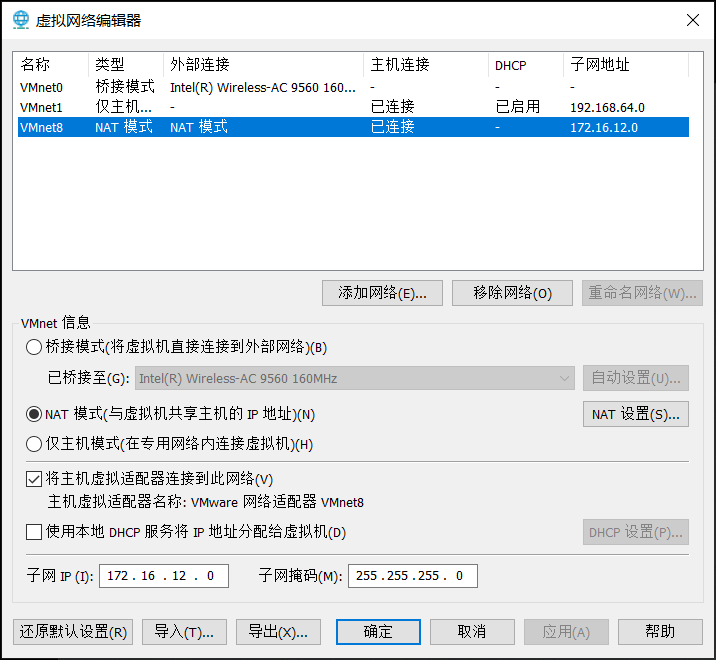 虚拟网络编辑器
名称 类型 外部连接 主机连接 DHCP 子网地址
VMnet0 桥接模式 Intel(R) Wireless-AC 9560 160... - - -
VMnet1 仅主机... - 已连接 已启用 192.168.64.0
VMnet8 NAT 模式 NAT 模式 已连接 - 172.16.12.0
添加网络(E)... 移除网络(O) 重命名网络(W)...
VMnet 信息
桥接模式(将虚拟机直接连接到外部网络)(B)
已桥接至(G): Intel(R) Wireless-AC 9560 160MHz 自动设置(U)...
NAT 模式(与虚拟机共享主机的 IP 地址)(N) NAT 设置(S)...
仅主机模式(在专用网络内连接虚拟机)(H)
将主机虚拟适配器连接到此网络(V)
主机虚拟适配器名称: VMware 网络适配器 VMnet8
使用本地 DHCP 服务将 IP 地址分配给虚拟机(D) DHCP 设置(P)...
子网 IP (I): 172 . 16 . 12 . 0 子网掩码(M): 255 . 255 . 255 . 0
还原默认设置(R) 导入(T)... 导出(X)... 确定 取消 应用(A) 帮助